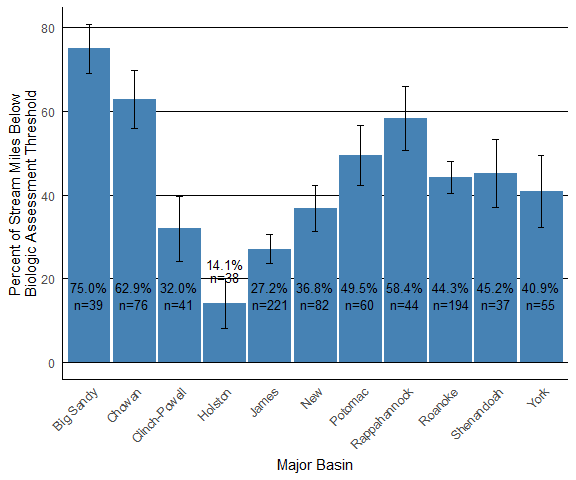 Percent of Stream Miles Below
Biologic Assessment Threshold
80
60
40
20
0
75.0%
n=39
62.9%
n=76
32.0%
n=41
14.1%
n=38
27.2%
n=221
36.8%
n=82
49.5%
n=60
58.4%
n=44
44.3%
n=194
45.2%
n=37
40.9%
n=55
Big Sandy
Chowan
Clinch-Powell
Holston
James
New
Potomac
Rappahannock
Roanoke
Shenandoah
York
Major Basin